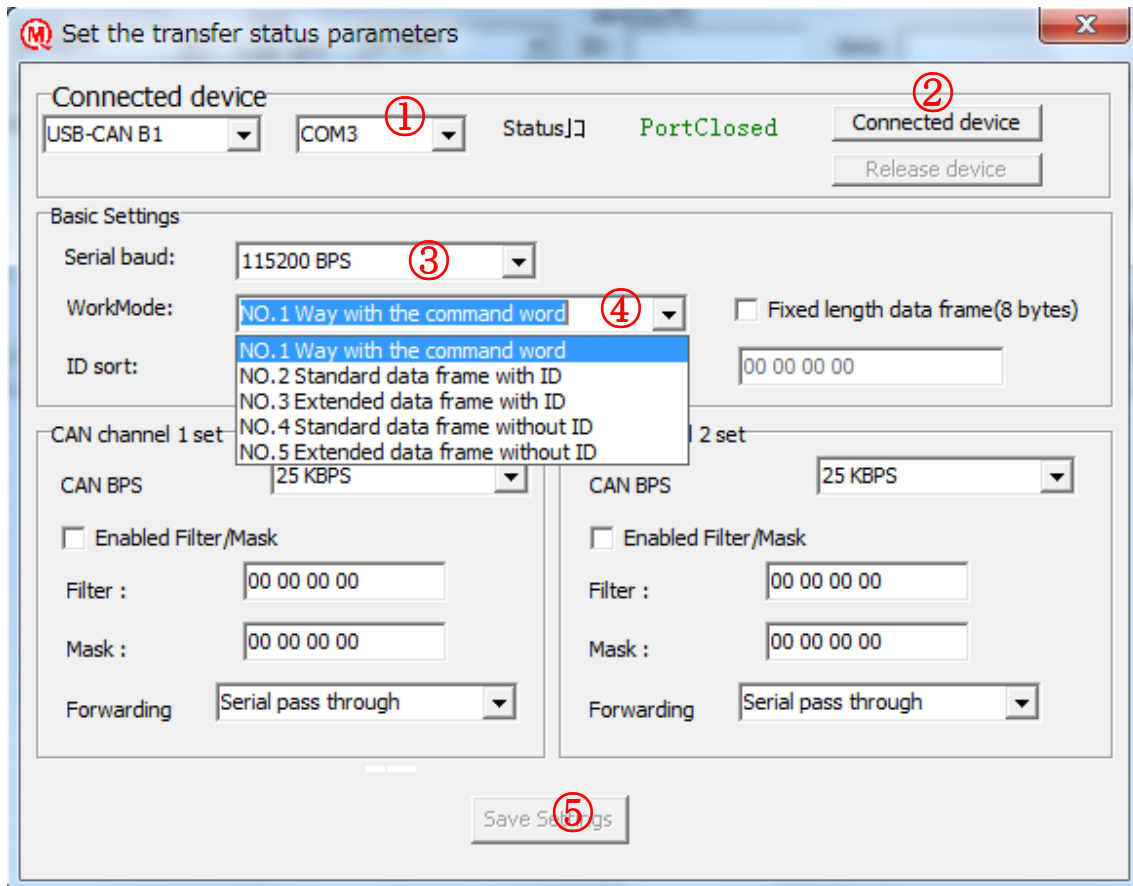 Set the transfer status parameters
Connected device
②
USB-CAN B1
COM3
①
Status
PortClosed
Connected device
Release device
Basic Settings
Serial baud:
115200 BPS
③
WorkMode:
NO.1 Way with the command word
④
Fixed length data frame(8 bytes)
NO.1 Way with the command word
ID sort:
00 00 00 00
NO.2 Standard data frame with ID
NO.3 Extended data frame with ID
NO.4 Standard data frame without ID
NO.5 Extended data frame without ID
CAN channel 1 set
2 set
CAN BPS
25 KBPS
CAN BPS
25 KBPS
Enabled Filter/Mask
Enabled Filter/Mask
Filter :
00 00 00 00
Filter :
00 00 00 00
Mask :
00 00 00 00
Mask :
00 00 00 00
Forwarding
Serial pass through
Forwarding
Serial pass through
Save Settings
⑤